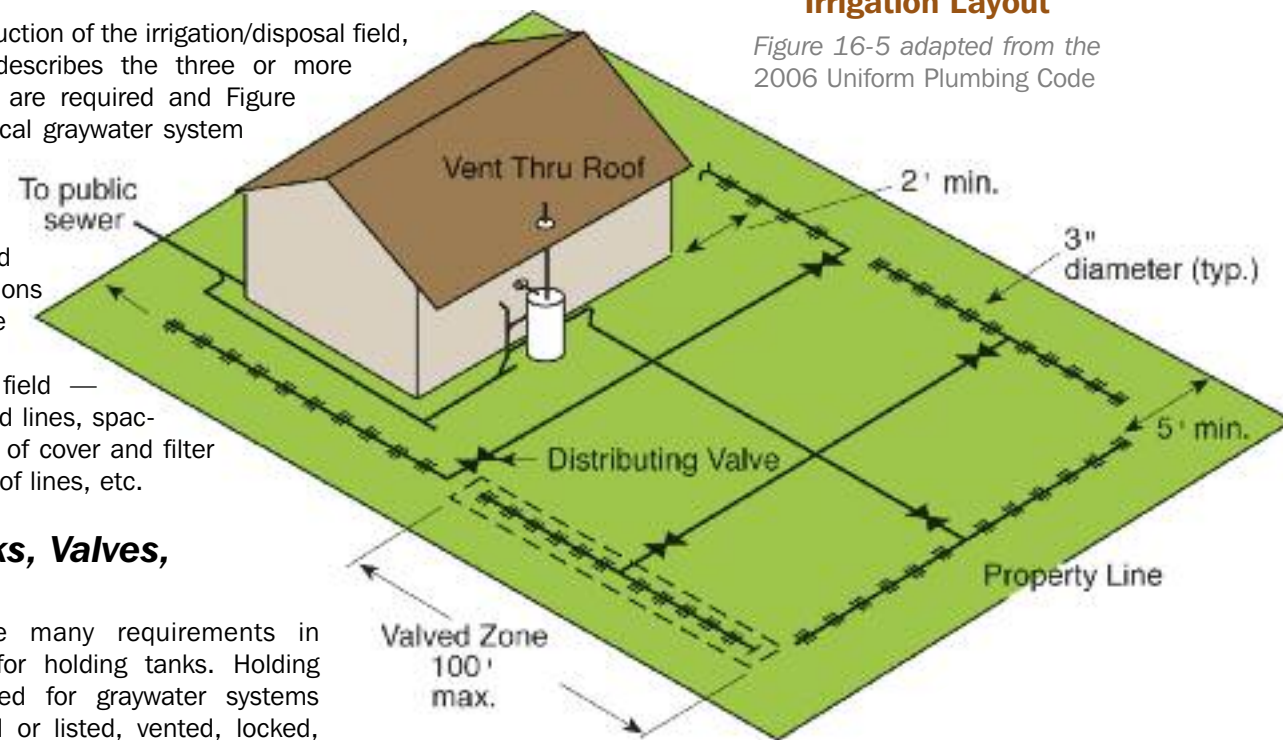 uction of the irrigation/disposal field,
describes the three or more
are required and Figure
ical graywater system
d
ions
e
field —
d lines, spac-
of cover and filter
of lines, etc.
ks, Valves,
e many requirements in
for holding tanks. Holding
ed for graywater systems
d or listed, vented, locked,
Irrigation Layout
Figure 16-5 adapted from the
2006 Uniform Plumbing Code
To public
sewer
Vent Thru Roof
2' min.
3"
diameter (typ.)
5' min.
Distributing Valve
Property Line
Valved Zone
100'
max.